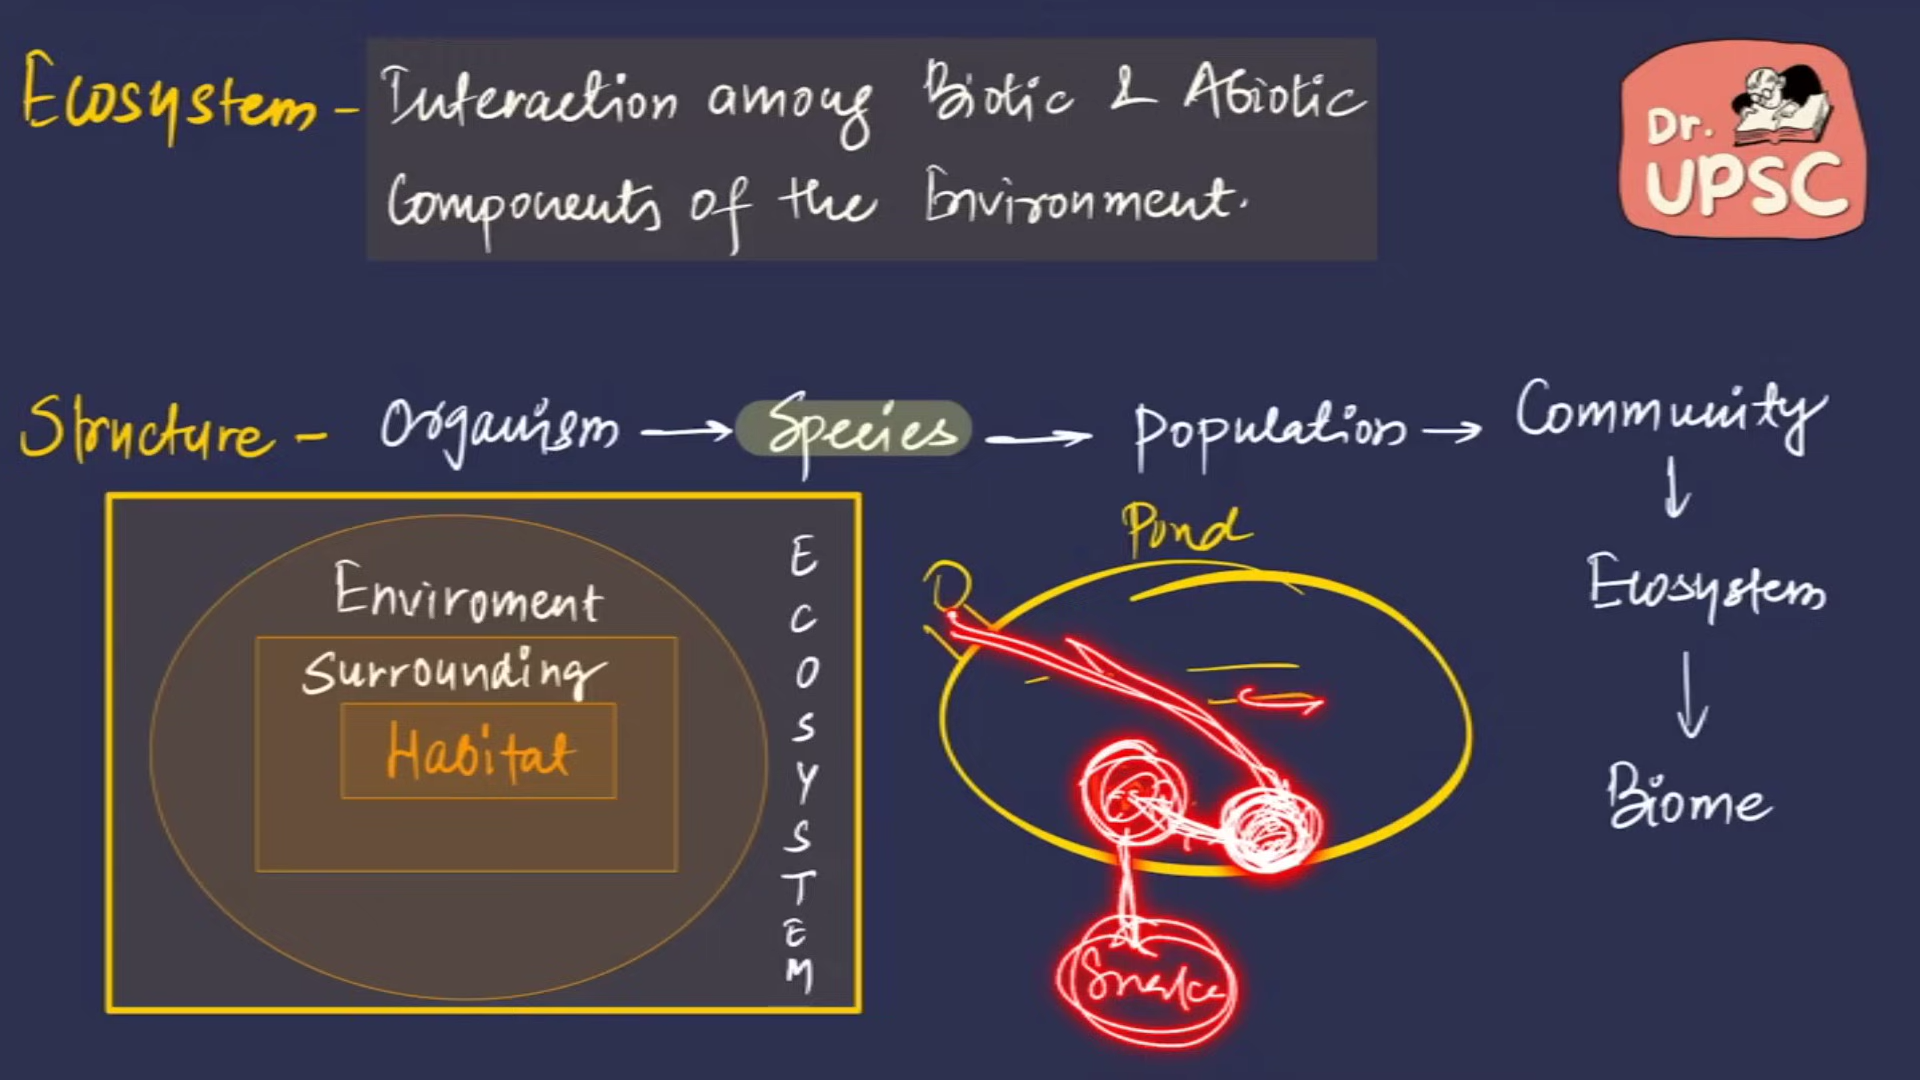 Ecosystem - Interaction among Biotic & Abiotic
Components of the Environment.
Dr.
UPSC
Structure - Organism → Species → Population → Community
↓
Ecosystem
↓
Biome
Enviroment
Surrounding
Habitat
E
C
O
S
Y
S
T
E
M
Pond
Snake